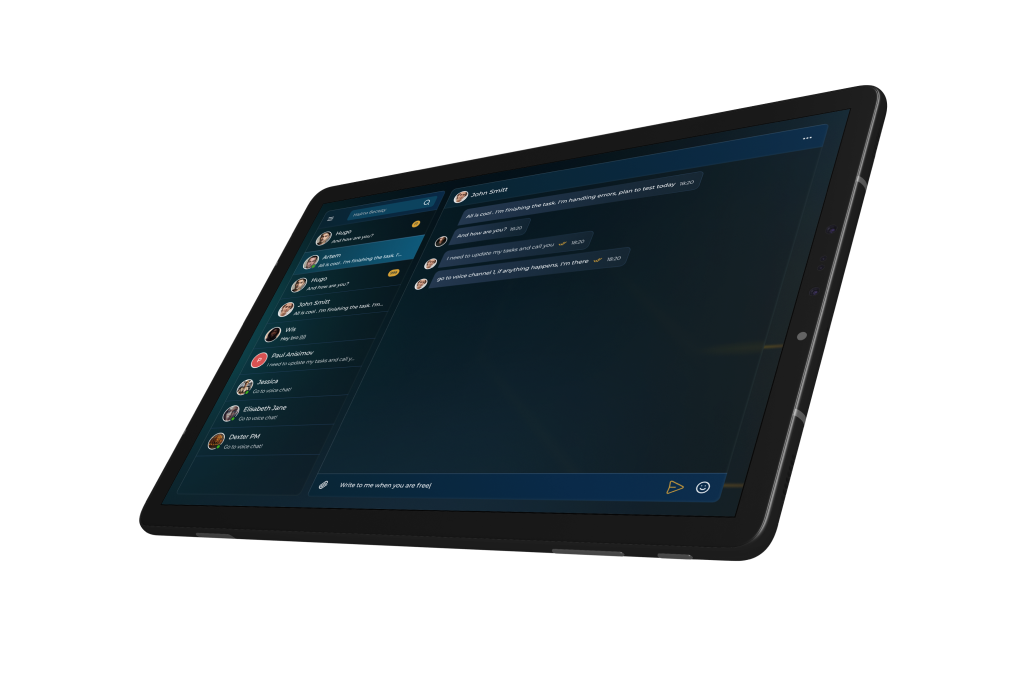 Hugo
And how are you?
Artem
All is cool. I'm finishing the task. I'...
Hugo
And how are you?
John Smitt
All is cool. I'm finishing the task. I'm...
Wis
Hey bro ))))
P
Paul Anisimov
I need to update my tasks and call y...
Jessica
Go to voice chat!
Elisabeth Jane
Go to voice chat!
Dexter PM
Go to voice chat!
John Smitt
All is cool. I'm finishing the task. I'm handling errors, plan to test today 16:20
And how are you? 16:20
I need to update my tasks and call you 16:20
go to voice channel 1, if anything happens, I'm there 16:20
Write to me when you are free